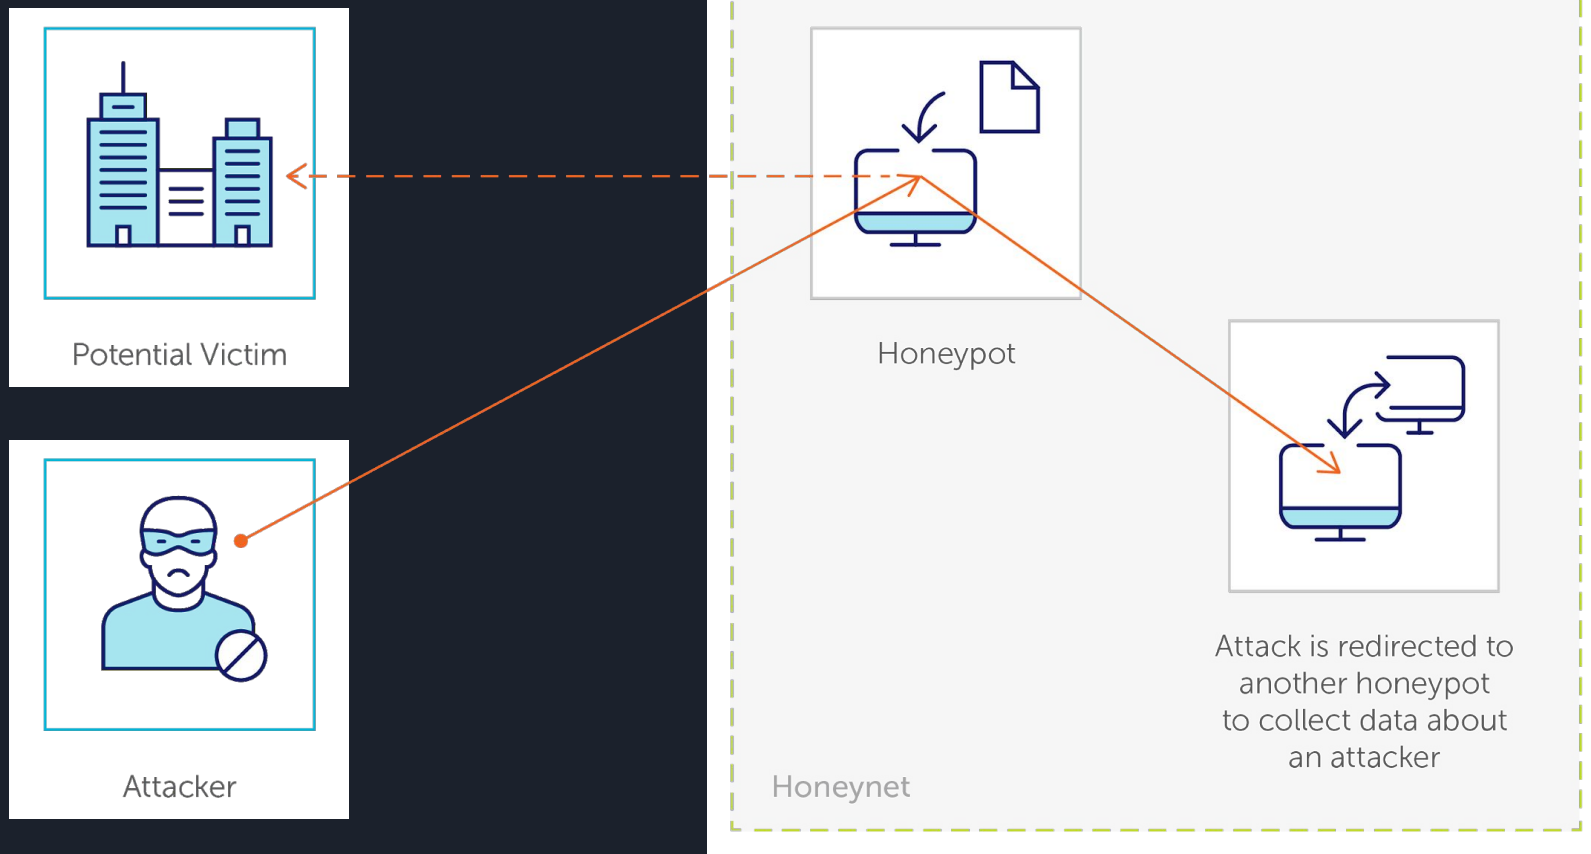 Potential Victim
Honeypot
Attack is redirected to
another honeypot
to collect data about
an attacker
Attacker
Honeynet